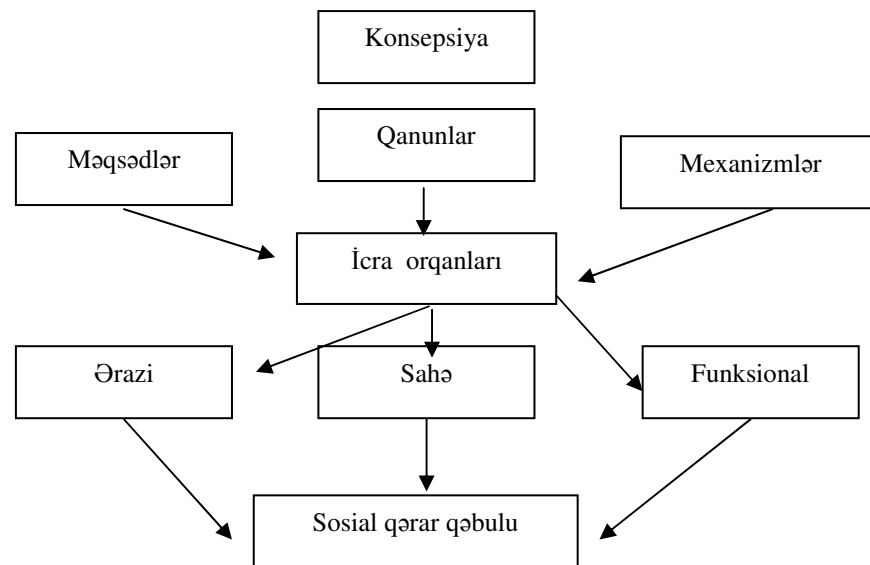 Konsepsiya
Qanunlar
Məqsədlər
Mexanizmlər
İcra orqanları
Ərazi
Sahə
Funksional
Sosial qərar qəbulu